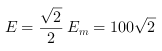 E = \frac{\sqrt{2}}{2} E_m = 100\sqrt{2}